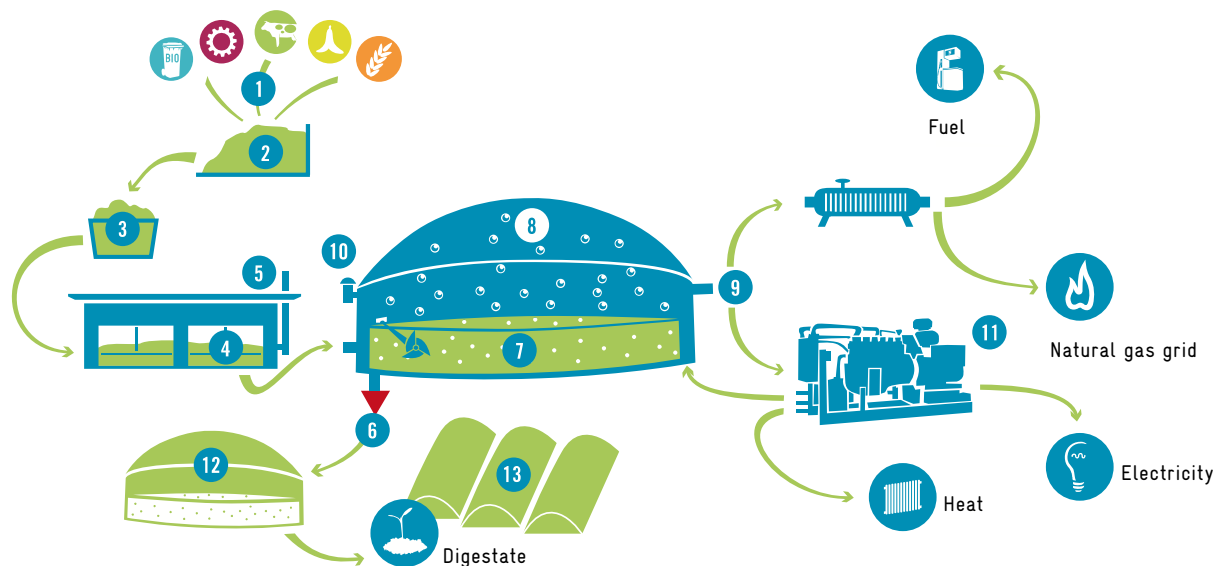 BIO
1
2
3
5
4
10
8
7
9
6
12
13
Digestate
Fuel
Natural gas grid
11
Electricity
Heat